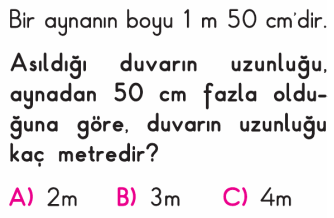 Bir aynanın boyu 1 m 50 cm'dir.
Asıldığı duvarın uzunluğu,
aynadan 50 cm fazla oldu-
ğuna göre, duvarın uzunluğu
kaç metredir?
A) 2m B) 3m C) 4m